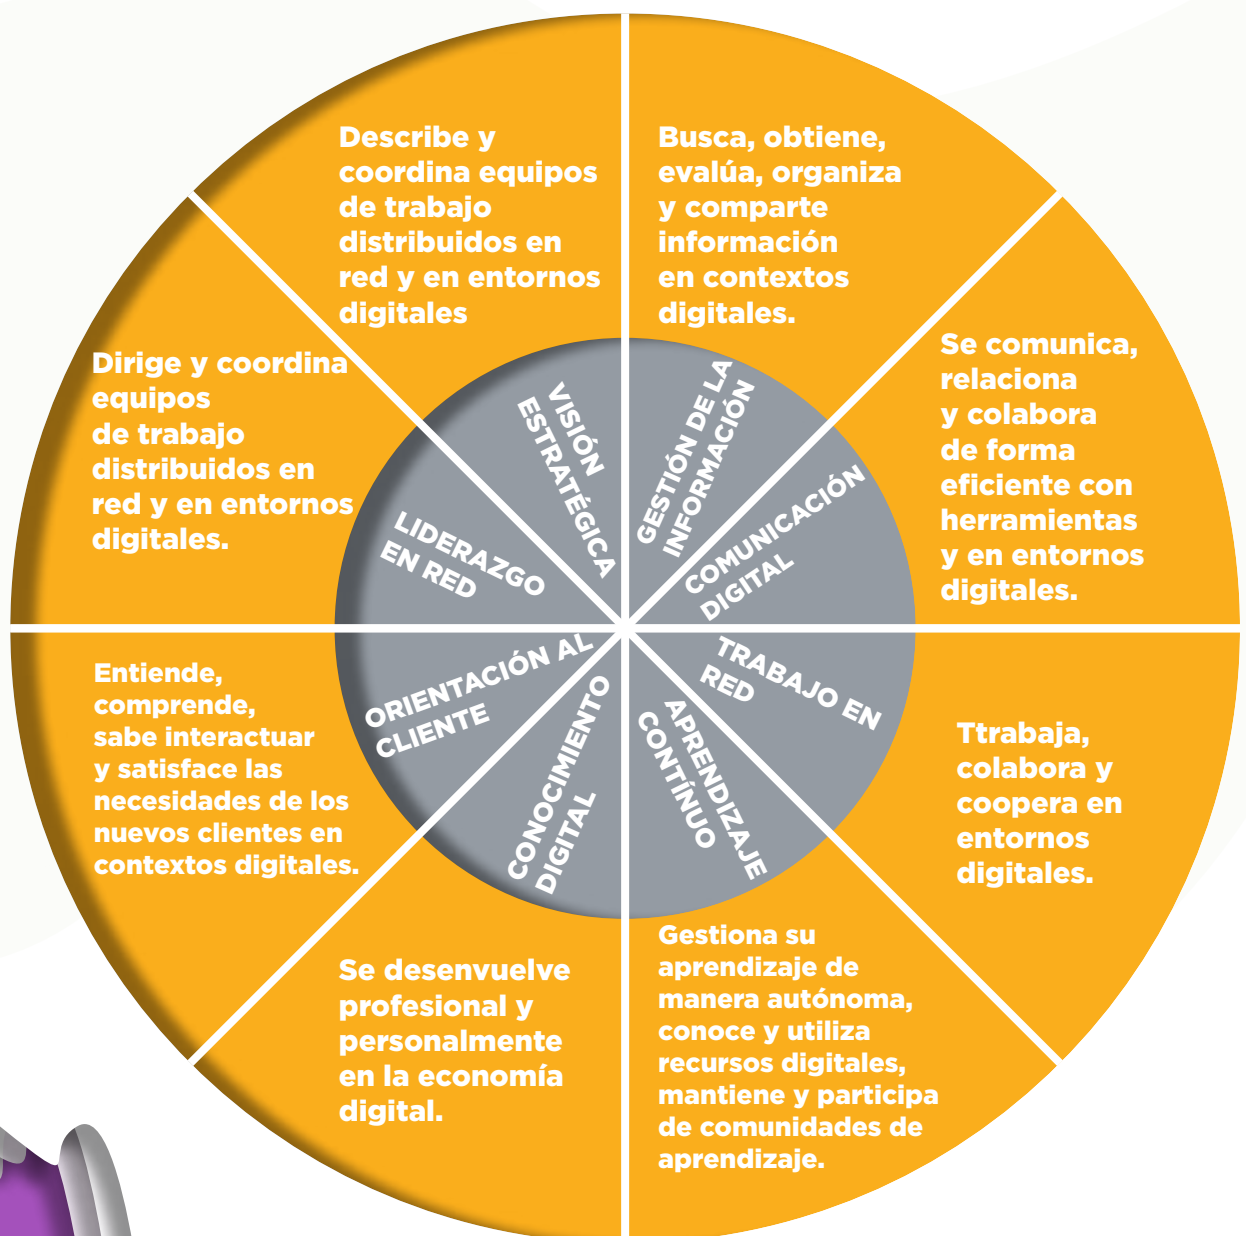 Describe y
coordina equipos
de trabajo
distribuidos en
red y en entornos
digitales
Busca, obtiene,
evalúa, organiza
y comparte
información
en contextos
digitales.
Se comunica,
relaciona
y colabora
de forma
eficiente con
herramientas
y en entornos
digitales.
Ttrabaja,
colabora y
coopera en
entornos
digitales.
Gestiona su
aprendizaje de
manera autónoma,
conoce y utiliza
recursos digitales,
mantiene y participa
de comunidades de
aprendizaje.
Se desenvuelve
profesional y
personalmente
en la economía
digital.
Entiende,
comprende,
sabe interactuar
y satisface las
necesidades de los
nuevos clientes en
contextos digitales.
Dirige y coordina
equipos
de trabajo
distribuidos en
red y en entornos
digitales.
VISIÓN
ESTRATÉGICA
GESTIÓN DE LA
INFORMACIÓN
COMUNICACIÓN
DIGITAL
TRABAJO EN
RED
APRENDIZAJE
CONTÍNUO
CONOCIMIENTO
DIGITAL
ORIENTACIÓN AL
CLIENTE
LIDERAZGO
EN RED